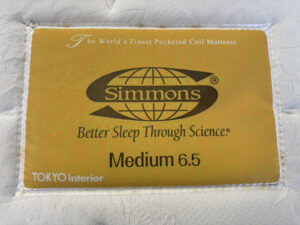 The World's Finest Pocketed Coil Mattress
Simmons®
Better Sleep Through Science®
Medium 6.5
TOKYO interior